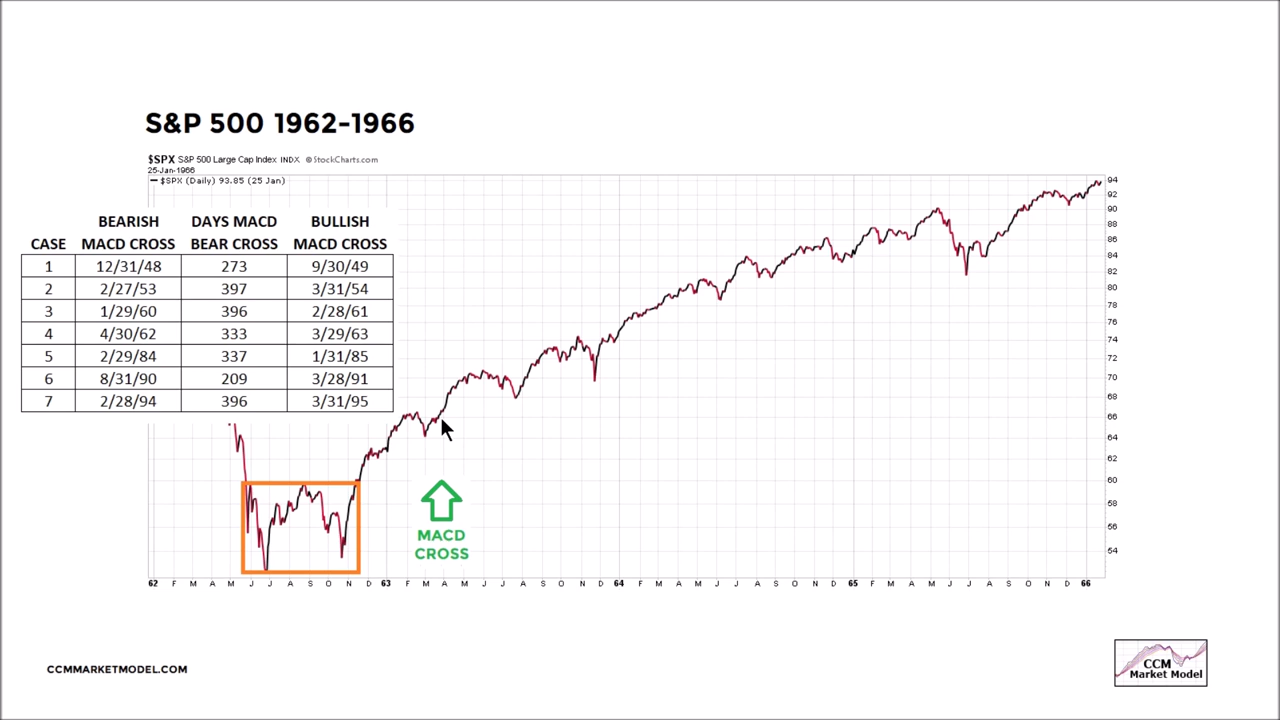 S&P 500 1962-1966
$SPX S&P 500 Large Cap Index INDX © StockCharts.com
25-Jan-1966
$SPX (Daily) 93.85 (25 Jan)
CASE BEARISH MACD CROSS DAYS MACD BEAR CROSS BULLISH MACD CROSS
1 12/31/48 273 9/30/49
2 2/27/53 397 3/31/54
3 1/29/60 396 2/28/61
4 4/30/62 333 3/29/63
5 2/29/84 337 1/31/85
6 8/31/90 209 3/28/91
7 2/28/94 396 3/31/95
94
92
90
88
86
84
82
80
78
76
74
72
70
68
66
64
62
60
58
56
54
MACD
CROSS
62 F M A M J J A S O N D 63 F M A M J J A S O N D 64 F M A M J J A S O N D 65 F M A M J J A S O N D 66
CCMMARKETMODEL.COM
CCM
Market Model